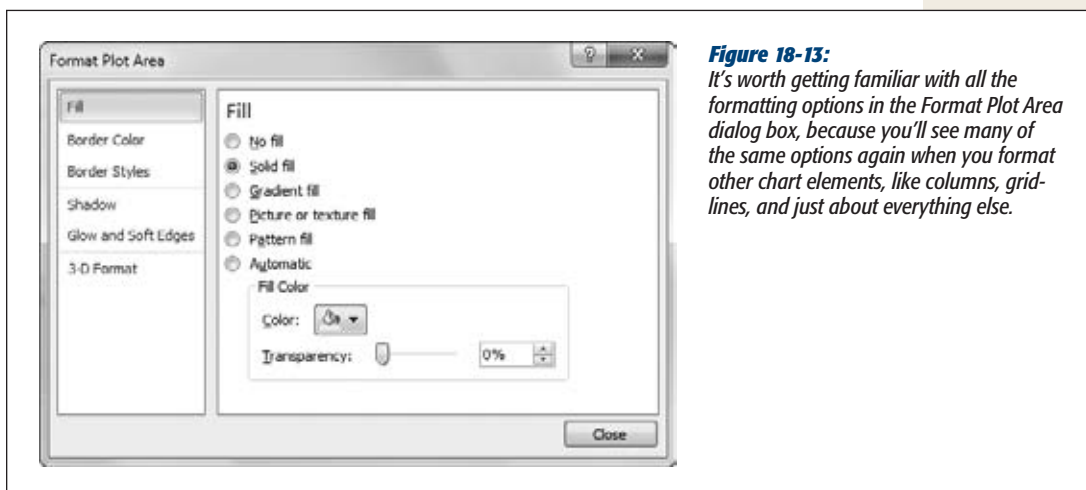 Format Plot Area
Fill
Border Color
Border Styles
Shadow
Glow and Soft Edges
3-D Format
Fill
No fill
Solid fill
Gradient fill
Picture or texture fill
Pattern fill
Automatic
Fill Color
Color:
Transparency:
0%
Close
Figure 18-13:
It's worth getting familiar with all the
formatting options in the Format Plot Area
dialog box, because you'll see many of
the same options again when you format
other chart elements, like columns, grid-
lines, and just about everything else.